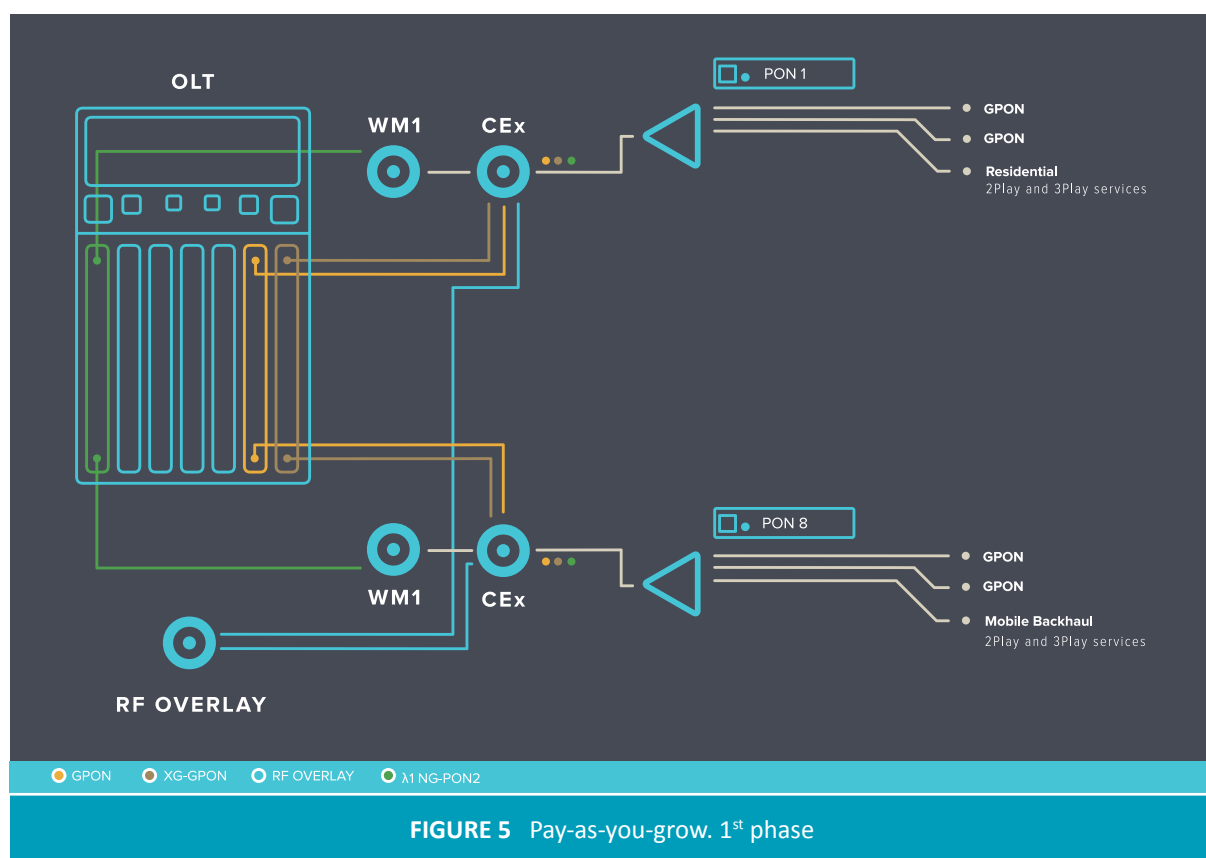 OLT
WM1
CEx
PON 1
GPON
GPON
Residential
2Play and 3Play services
WM1
CEx
PON 8
GPON
GPON
Mobile Backhaul
2Play and 3Play services
RF OVERLAY
GPON
XG-GPON
RF OVERLAY
λ1 NG-PON2
FIGURE 5 Pay-as-you-grow. 1st phase